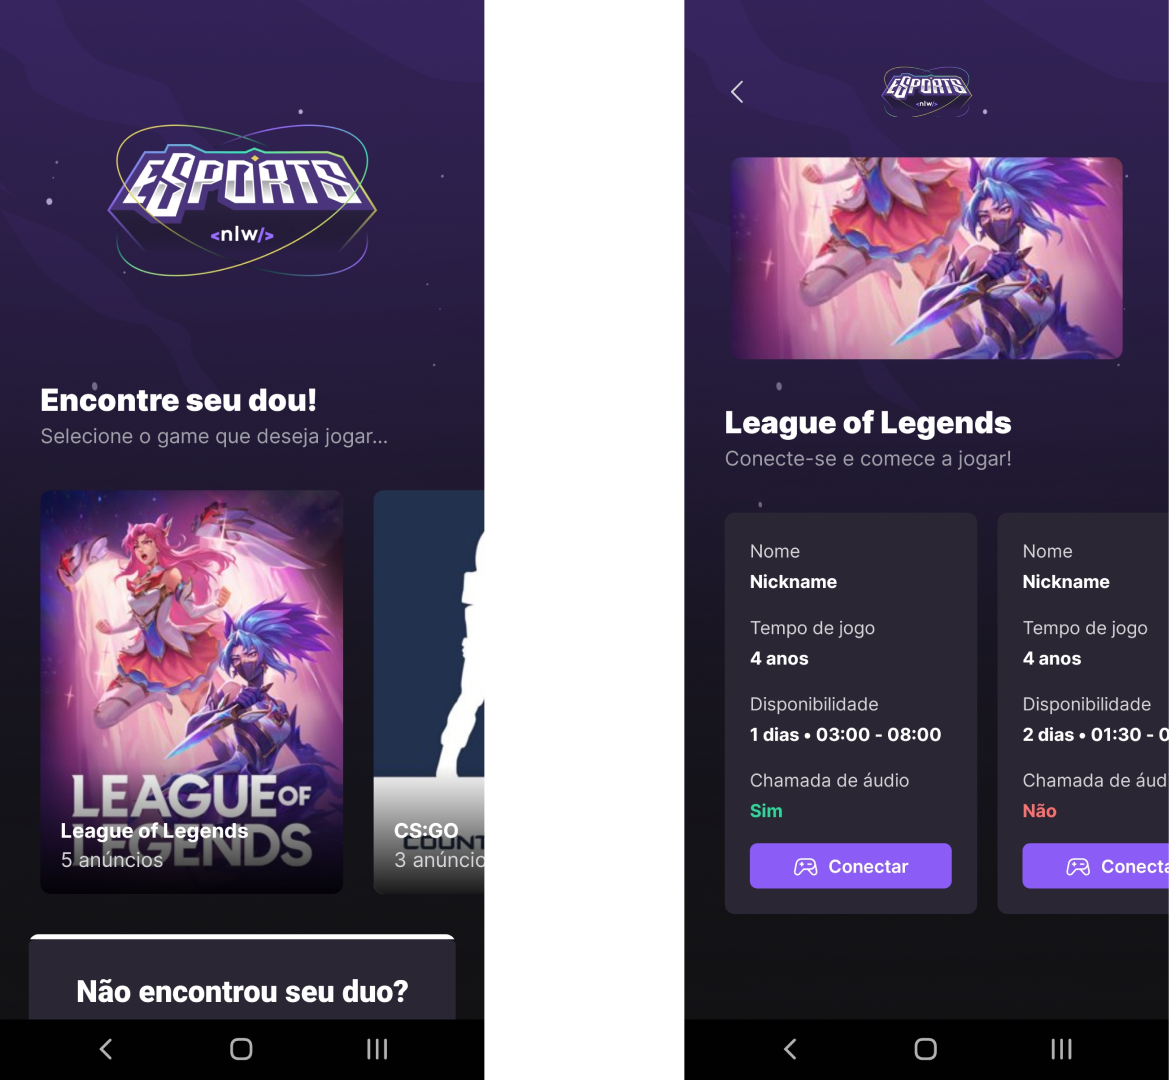 ESPORTS
<nlw/>
Encontre seu dou!
Selecione o game que deseja jogar...
LEAGUE OF
LEGENDS
League of Legends
5 anúncios
COUNT
CS:GO
3 anúncio
Não encontrou seu duo?
ESPORTS
<nlw/>
League of Legends
Conecte-se e comece a jogar!
Nome
Nickname
Tempo de jogo
4 anos
Disponibilidade
1 dias • 03:00 - 08:00
Chamada de áudio
Sim
Conectar
Nome
Nickname
Tempo de jogo
4 anos
Disponibilidade
2 dias • 01:30 - 0
Chamada de áud
Não
Conecta